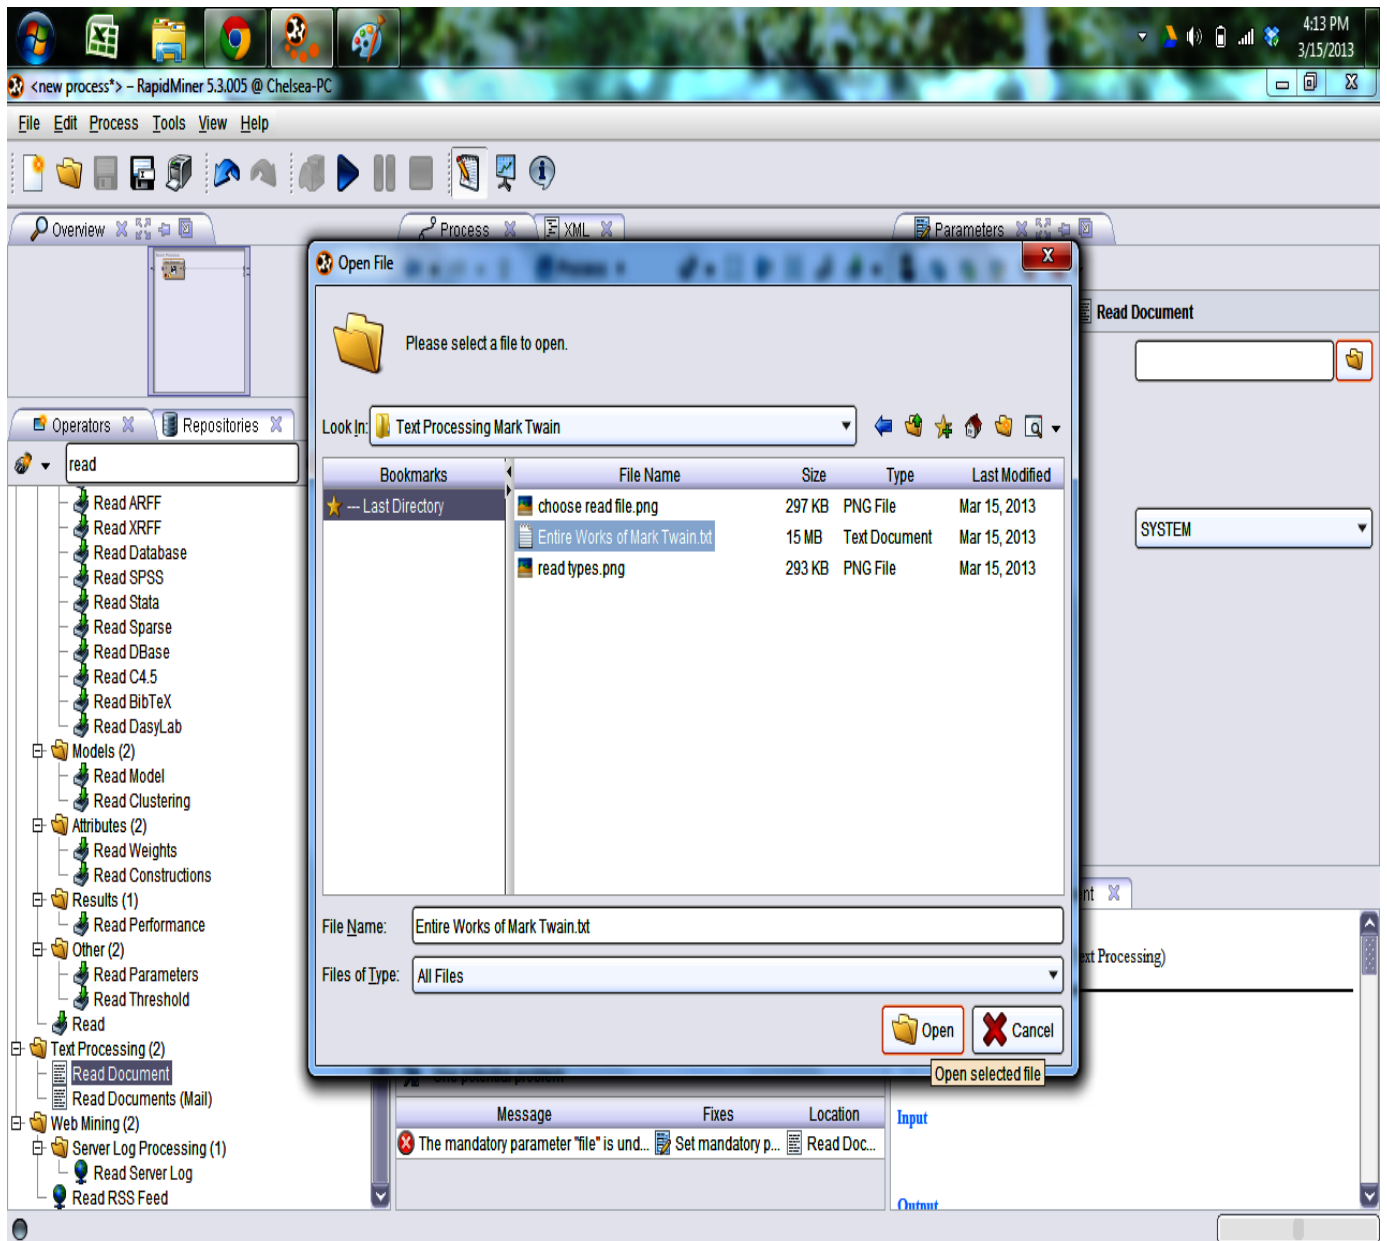 4:13 PM
3/15/2013
<new process*> – RapidMiner 5.3.005 @ Chelsea-PC
File Edit Process Tools View Help
Overview
Process
XML
Parameters
Open File
Process
Read Document
Please select a file to open.
Operators
Repositories
Look In:
Text Processing Mark Twain
read
Bookmarks
File Name
Size
Type
Last Modified
--- Last Directory
choose read file.png 297 KB PNG File Mar 15, 2013
Entire Works of Mark Twain.txt 15 MB Text Document Mar 15, 2013
read types.png 293 KB PNG File Mar 15, 2013
SYSTEM
Read ARFF
Read XRFF
Read Database
Read SPSS
Read Stata
Read Sparse
Read DBase
Read C4.5
Read BibTeX
Read DasyLab
Models (2)
Read Model
Read Clustering
Attributes (2)
Read Weights
Read Constructions
Results (1)
Read Performance
Other (2)
Read Parameters
Read Threshold
Read
Text Processing (2)
Read Document
Read Documents (Mail)
Web Mining (2)
Server Log Processing (1)
Read Server Log
Read RSS Feed
File Name:
Entire Works of Mark Twain.txt
Files of Type:
All Files
Open
Cancel
Open selected file
nt
ext Processing)
One potential problem
Message
Fixes
Location
The mandatory parameter "file" is und...
Set mandatory p...
Read Doc...
Input
Output